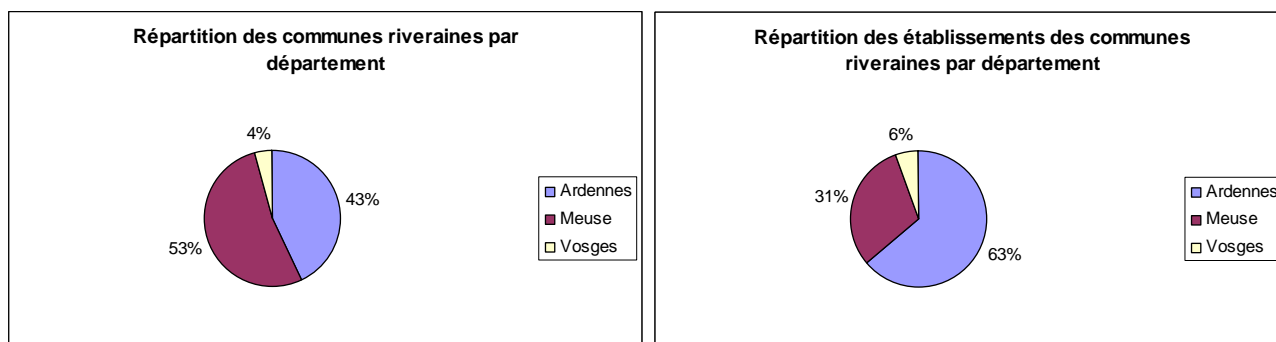 Répartition des communes riveraines par
département
4%
43%
53%
Ardennes
Meuse
Vosges
Répartition des établissements des communes
riveraines par département
6%
31%
63%
Ardennes
Meuse
Vosges